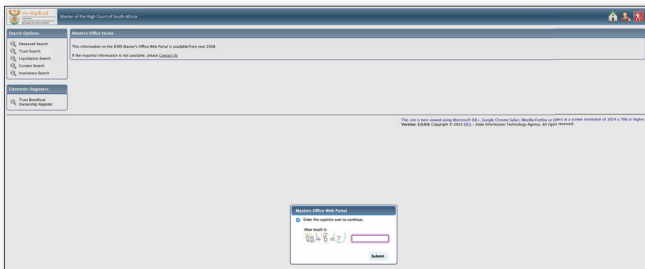 the doj & cd
Master of the High Court of South Africa
Search Options
Deceased Search
Trust Search
Liquidation Search
Curator Search
Insolvency Search
Electronic Registers
Trust Beneficial
Ownership Register
Masters Office Home
This information on the ICMS Master's Office Web Portal is available from year 2008.
If the required information is not available, please Contact Us.
This site is best viewed using Microsoft IE8+, Google Chrome Safari, Mozilla Firefox or Opera at a screen resolution of 1024 x 768 or higher.
Copyright © 2023 SITA - State Information Technology Agency. All rights reserved.
Masters Office Web Portal
Enter the captcha sum to continue.
How much is
Submit